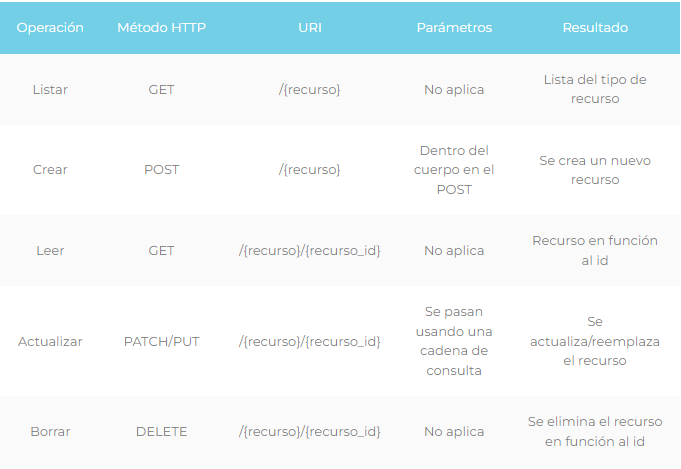 Operación Método HTTP URI Parámetros Resultado
Listar GET /{recurso} No aplica Lista del tipo de
recurso
Crear POST /{recurso} Dentro del
cuerpo en el
POST
Se crea un nuevo
recurso
Leer GET /{recurso}/{recurso_id} No aplica Recurso en función
al id
Actualizar PATCH/PUT /{recurso}/{recurso_id} Se pasan
usando una
cadena de
consulta
Se
actualiza/reemplaza
el recurso
Borrar DELETE /{recurso}/{recurso_id} No aplica Se elimina el recurso
en función al id